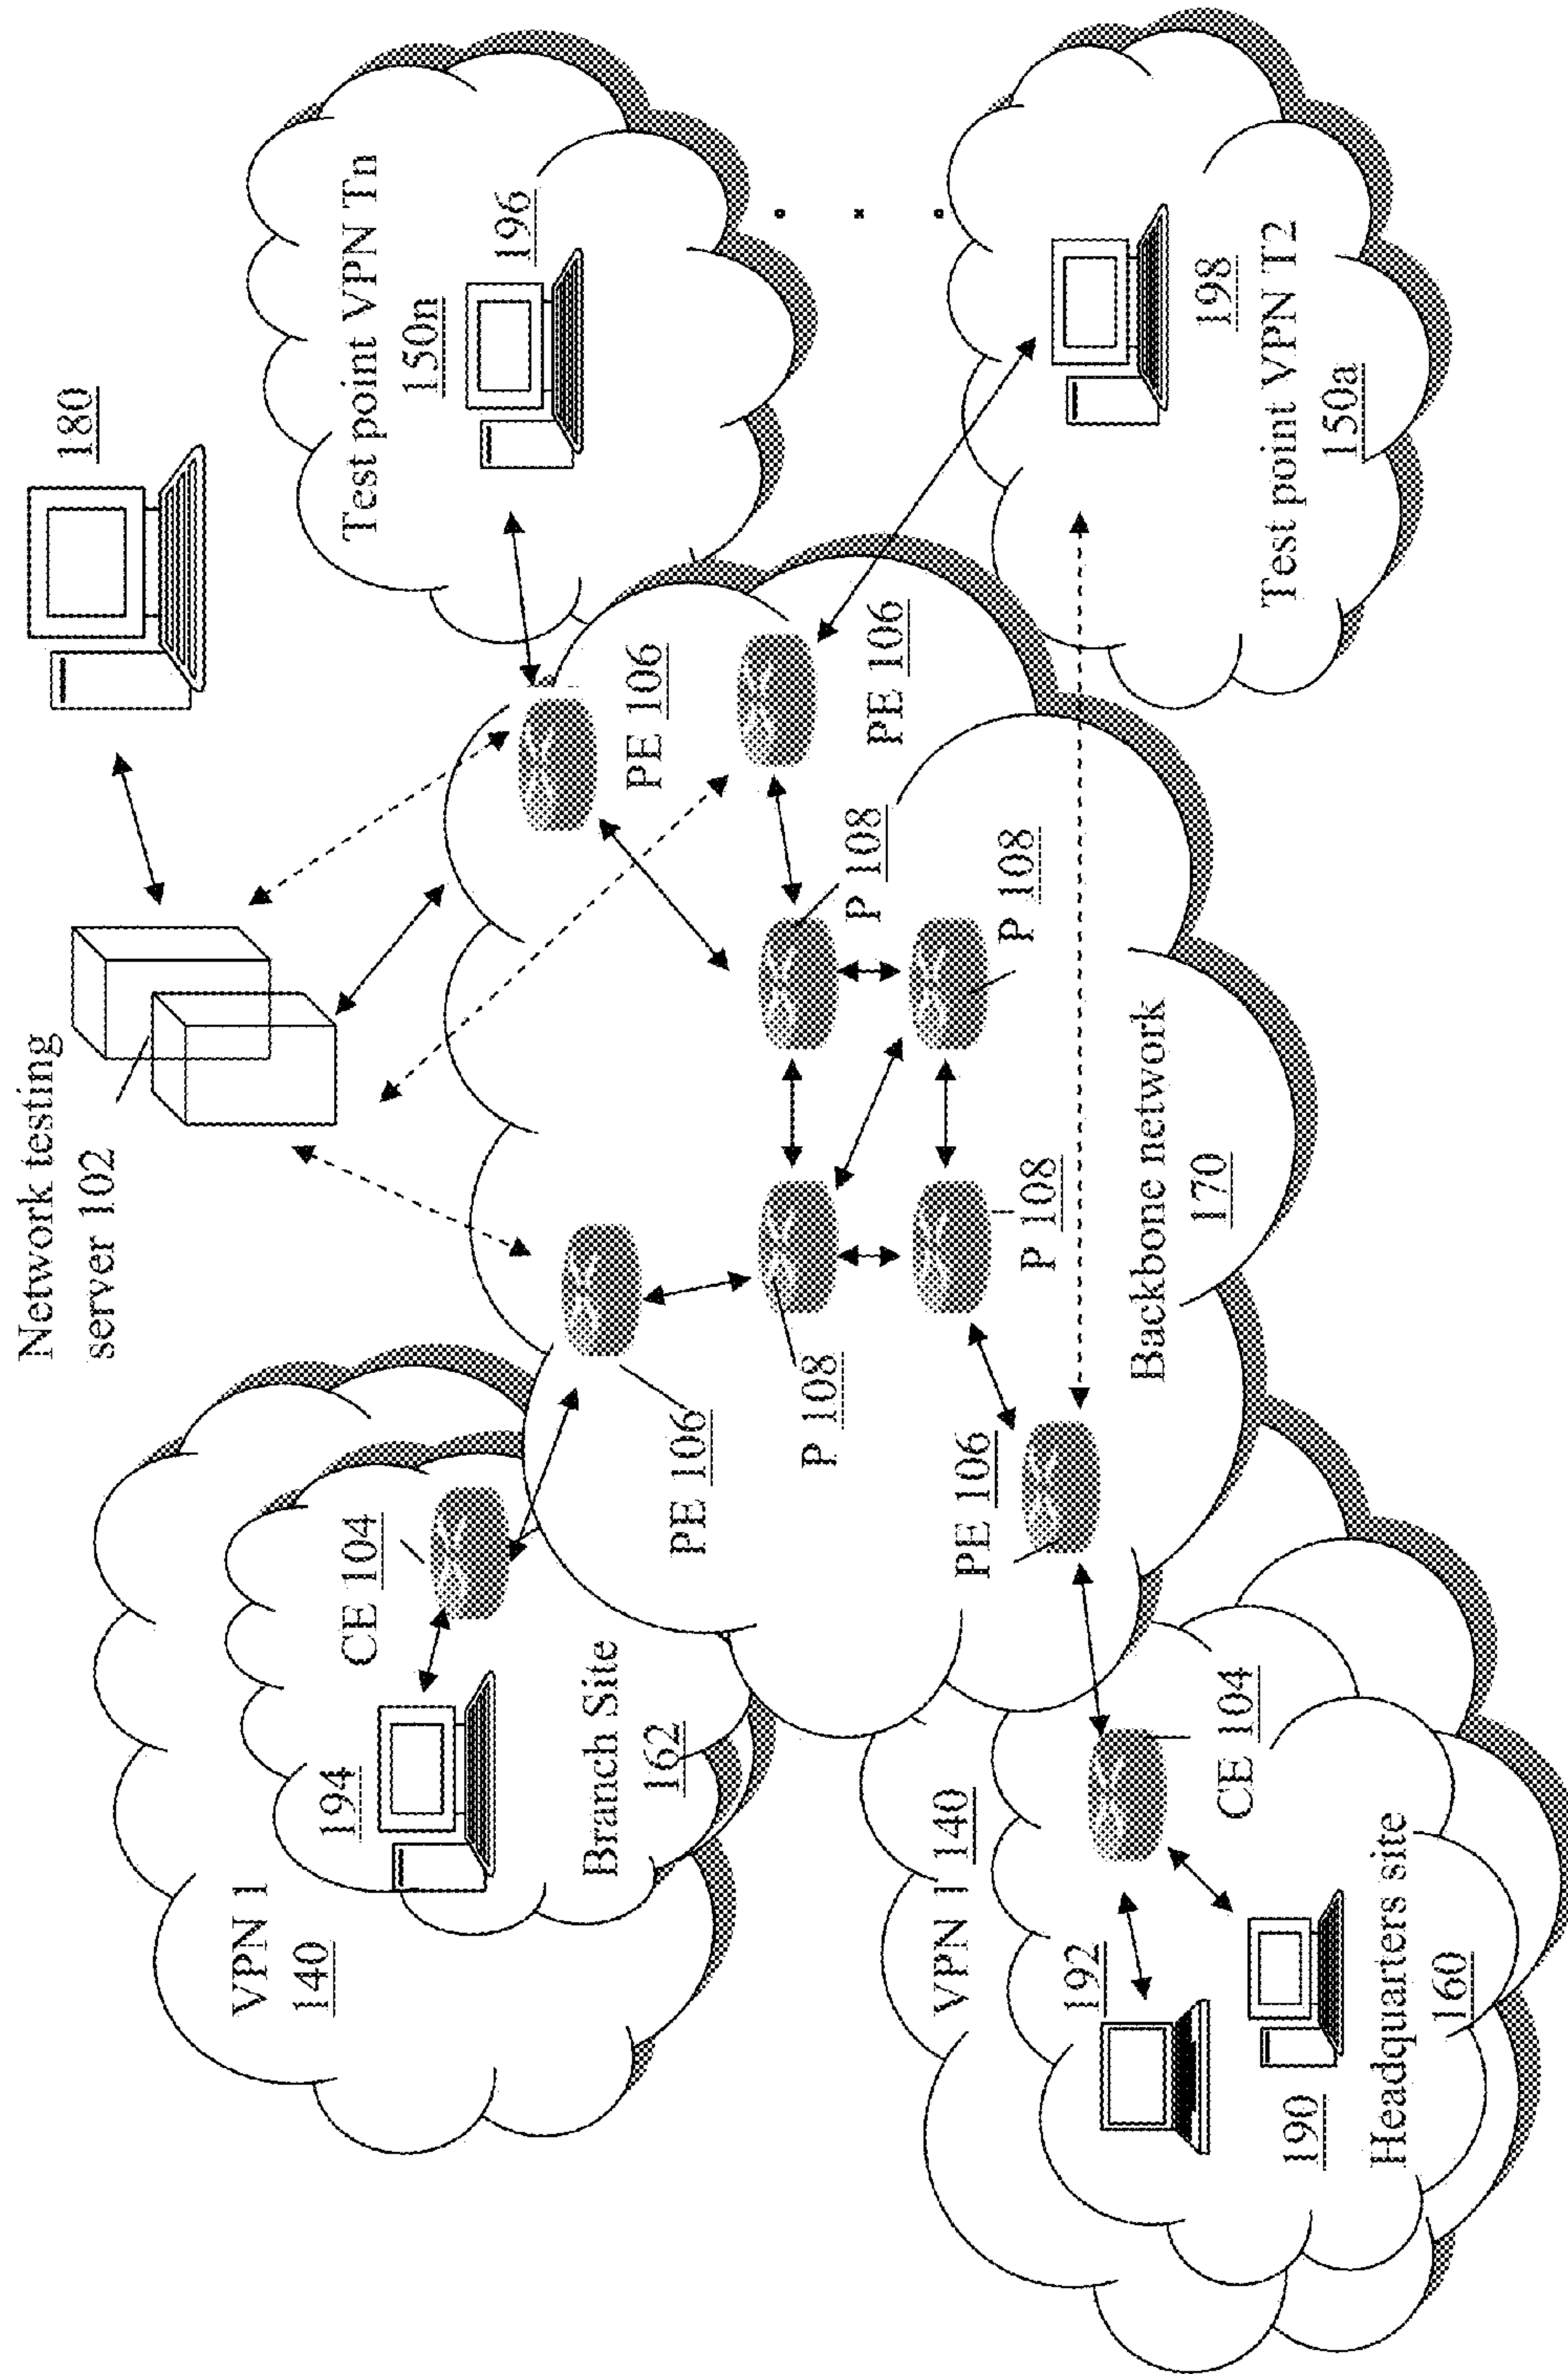 Network testing
server 102
180
VPN 1
140
194
CE 104
Branch Site
162
Test point VPN Tn
150n
196
PE 106
PE 106
PE 106
P 108
P 108
P 108
P 108
PE 106
Backbone network
170
VPN 1 140
192
190
CE 104
Headquarters site
160
198
Test point VPN T2
150a